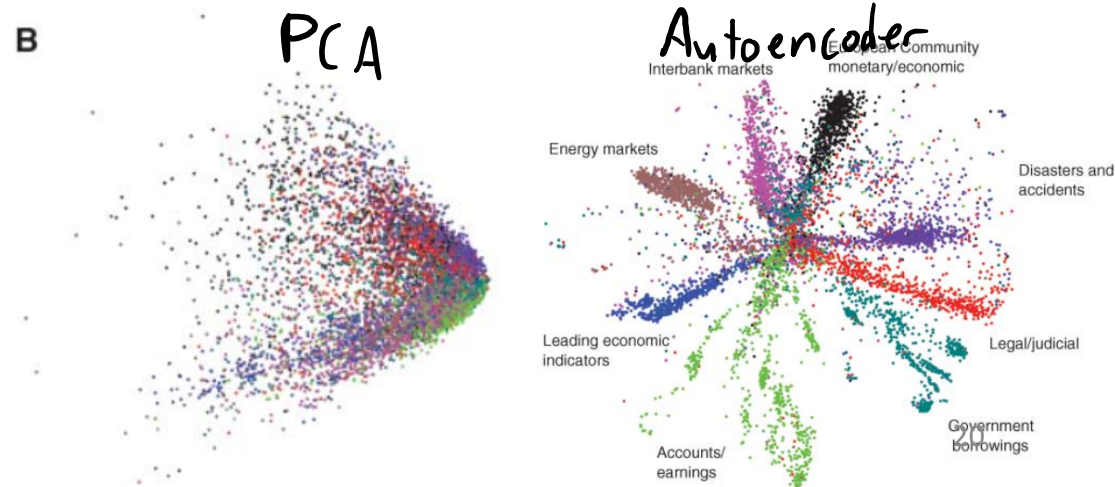 B
PCA
Autoencoder
European Community
monetary/economic
Interbank markets
Energy markets
Disasters and
accidents
Leading economic
indicators
Legal/judicial
Government
borrowings
20
Accounts/
earnings